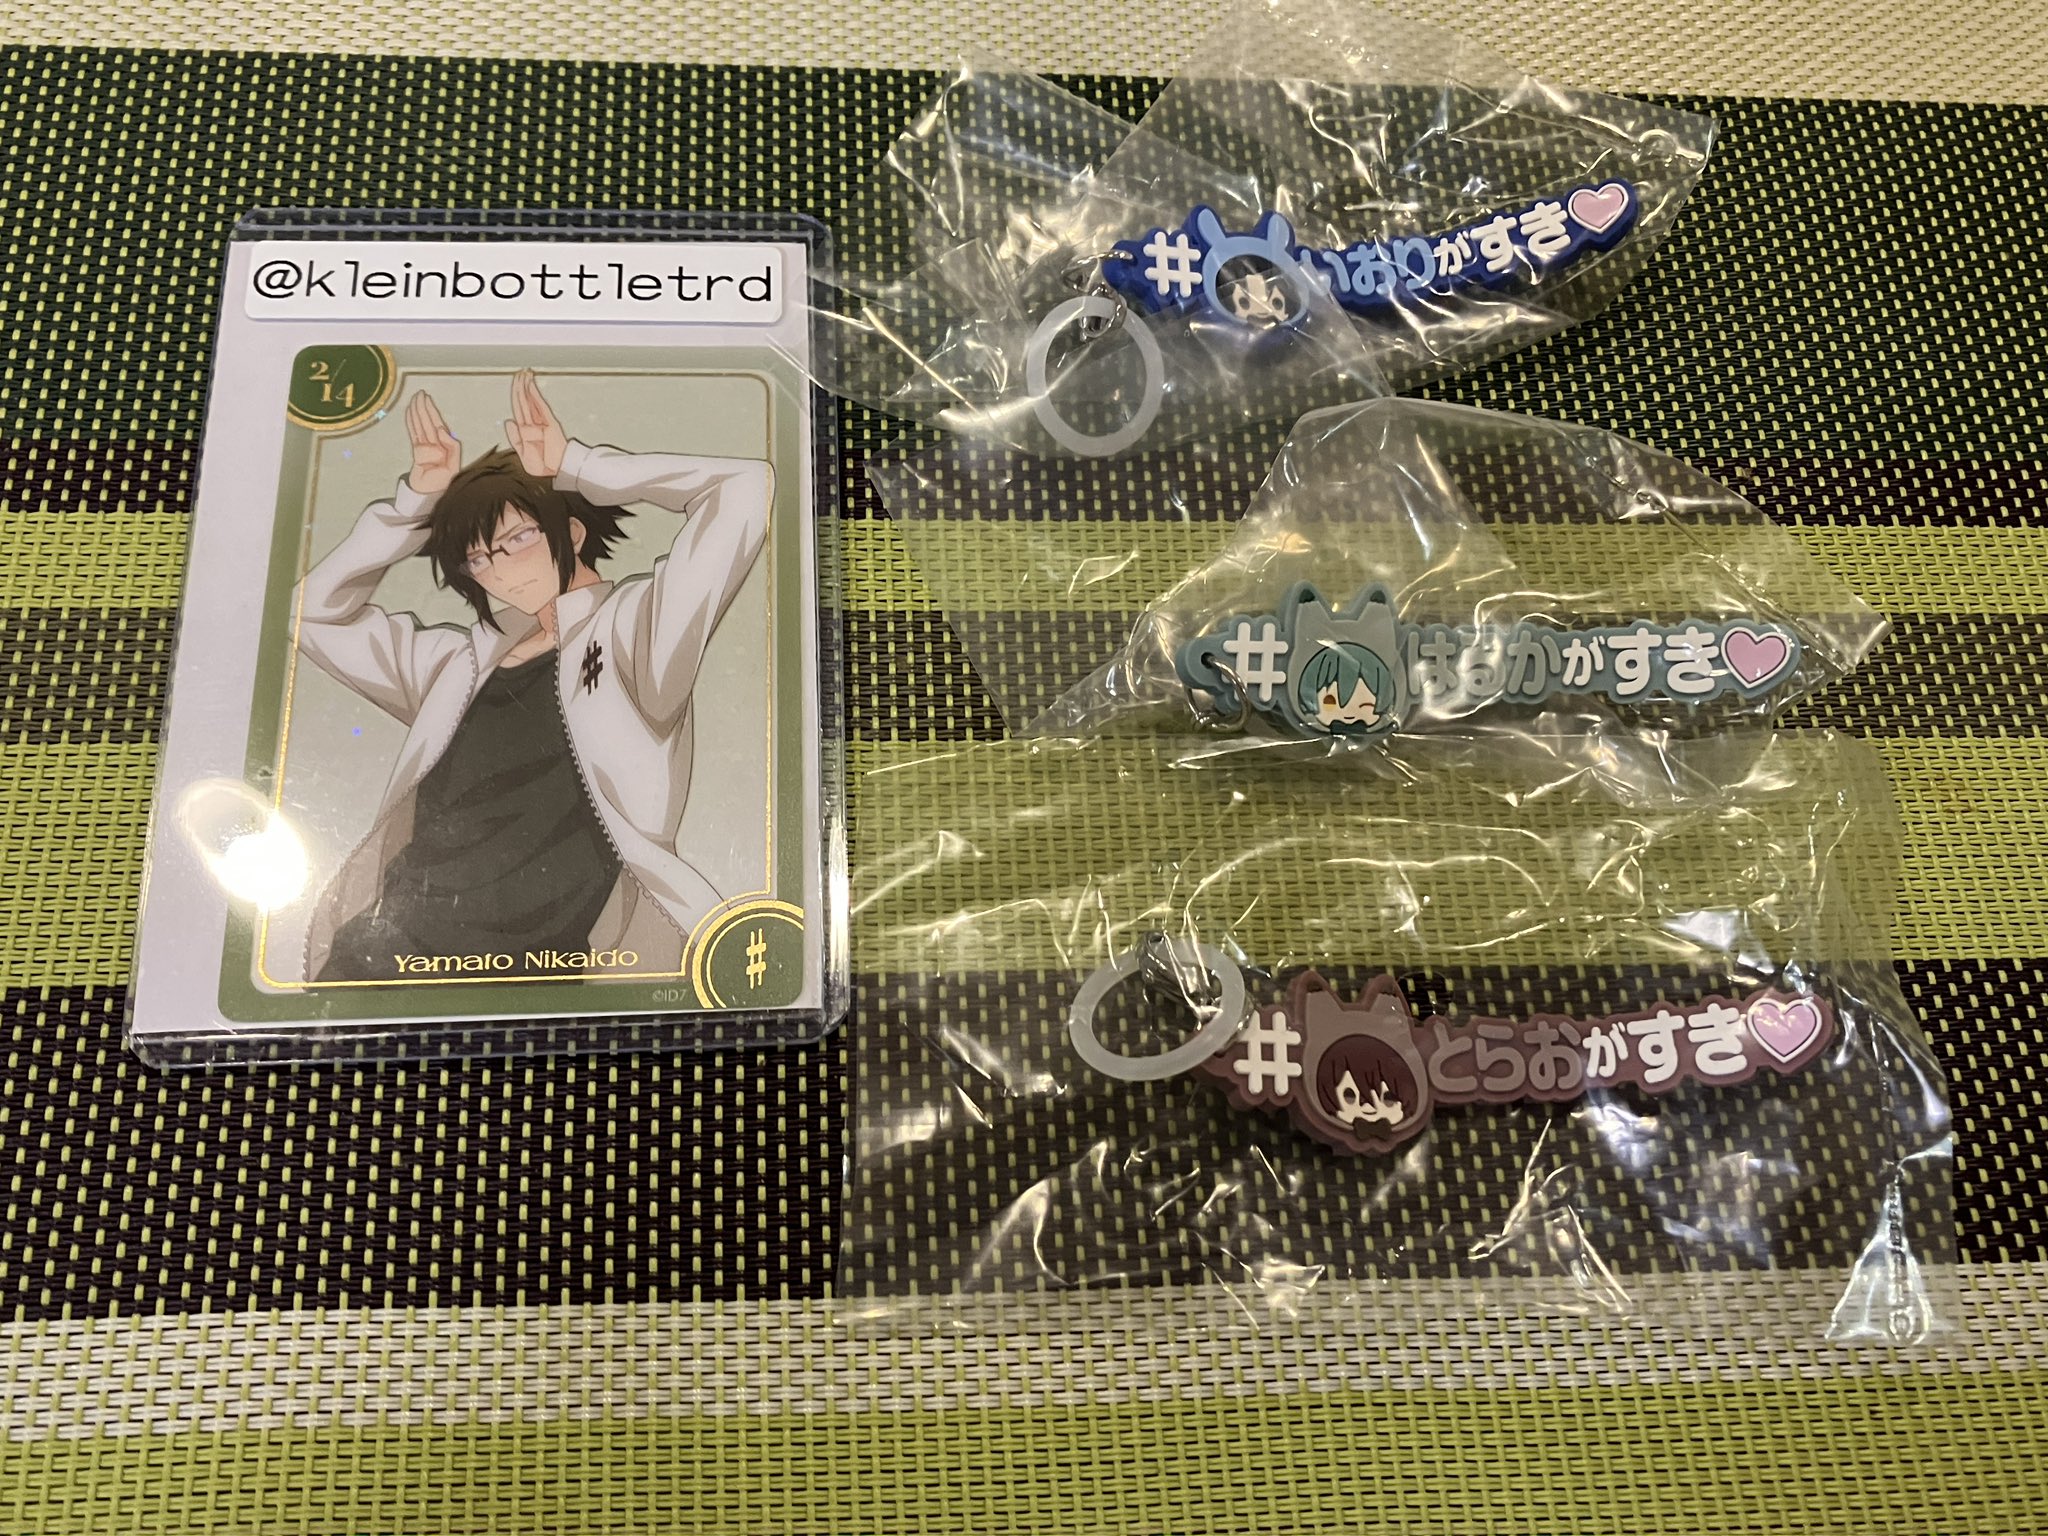 @kleinbottletrd
2/14
#
Yamato Nikaido
#
©ID7
#いおりがすき
#はるかがすき
#とらおがすき